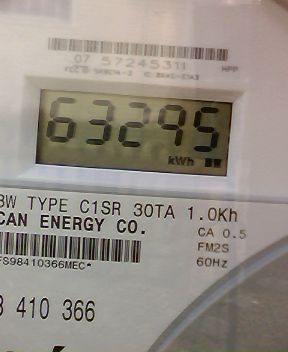 07 57245311
63295
kWh
3W TYPE C1SR 30TA 1.0Kh
CAN ENERGY CO.
CA 0.5
FM2S
60Hz
FS98410366MEC*
410 366